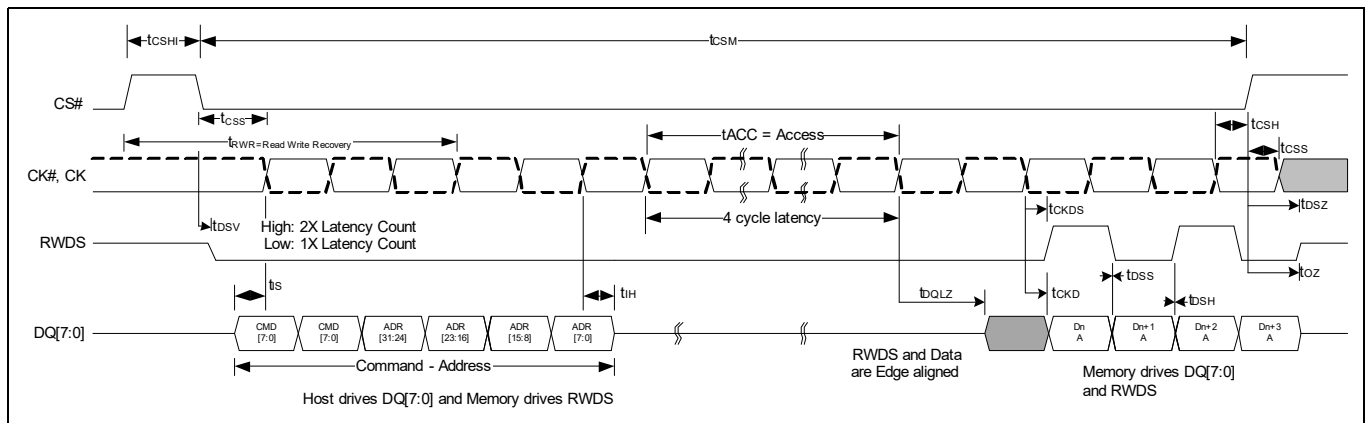 tCSHI
tCSM
CS#
tCSS
tRWR=Read Write Recovery
tACC = Access
tCSH
tCSS
CK#, CK
4 cycle latency
tDSV
High: 2X Latency Count
Low: 1X Latency Count
tCKDS
tDSZ
RWDS
tIS
tIH
tDQLZ
tCKD
tDSS
tDSH
tOZ
DQ[7:0]
CMD [7:0]
CMD [7:0]
ADR [31:24]
ADR [23:16]
ADR [15:8]
ADR [7:0]
Dn A
Dn+1 A
Dn+2 A
Dn+3 A
Command - Address
RWDS and Data
are Edge aligned
Memory drives DQ[7:0]
and RWDS
Host drives DQ[7:0] and Memory drives RWDS